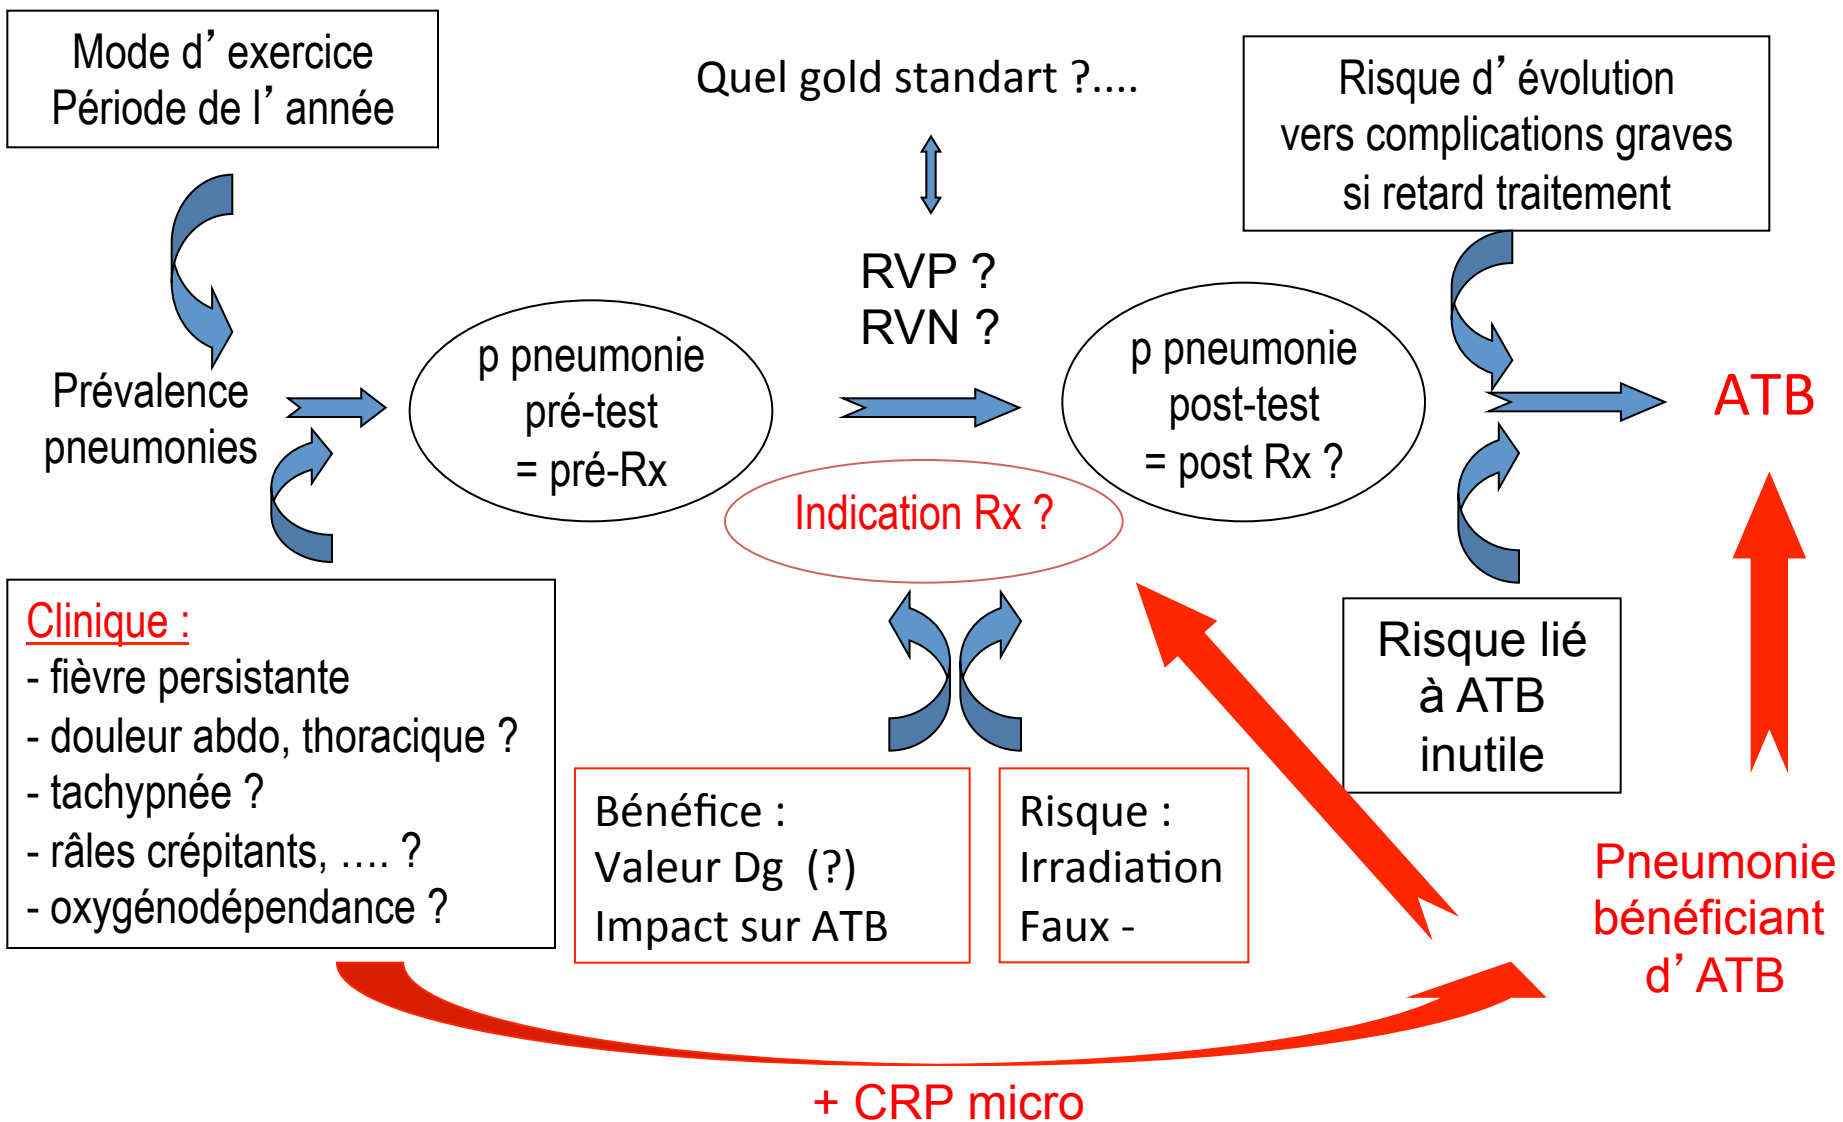 Mode d’exercice
Période de l’année
Quel gold standart ?....
Risque d’évolution
vers complications graves
si retard traitement
RVP ?
RVN ?
Prévalence
pneumonies
p pneumonie
pré-test
= pré-Rx
p pneumonie
post-test
= post Rx ?
ATB
Indication Rx ?
Clinique :
- fièvre persistante
- douleur abdo, thoracique ?
- tachypnée ?
- râles crépitants, .... ?
- oxygénodépendance ?
Bénéfice :
Valeur Dg (?)
Impact sur ATB
Risque :
Irradiation
Faux -
Risque lié
à ATB
inutile
Pneumonie
bénéficiant
d’ATB
+ CRP micro